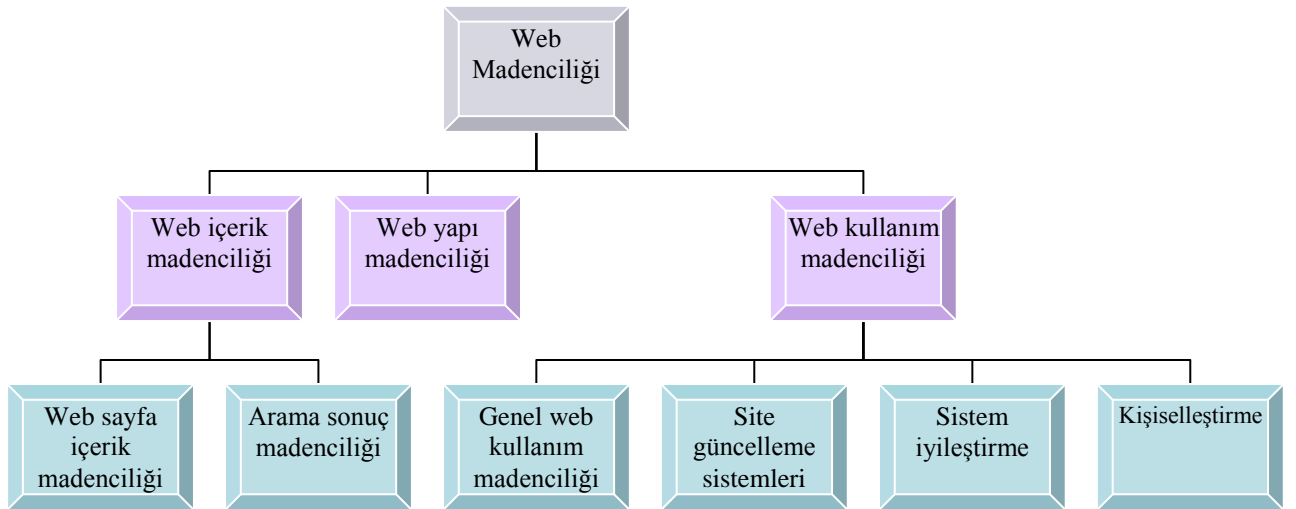 Web
Madenciliği
Web içerik
madenciliği
Web yapı
madenciliği
Web kullanım
madenciliği
Web sayfa
içerik
madenciliği
Arama sonuç
madenciliği
Genel web
kullanım
madenciliği
Site
güncelleme
sistemleri
Sistem
iyileştirme
Kişiselleştirme